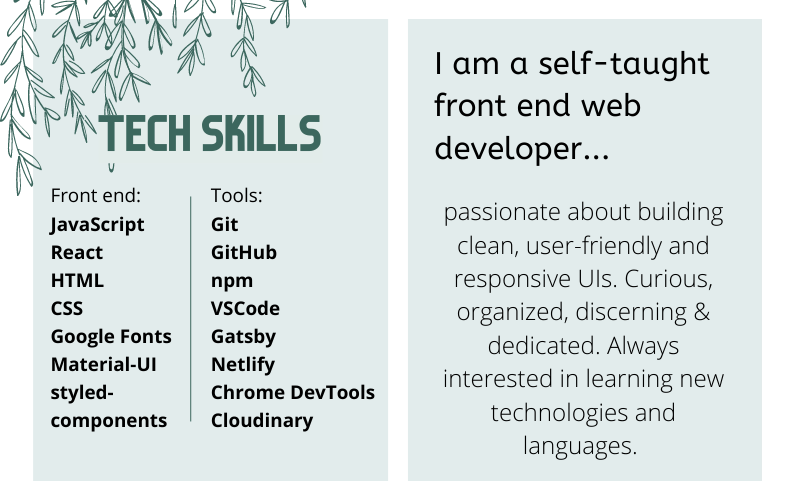 TECH SKILLS
Front end:
JavaScript
React
HTML
CSS
Google Fonts
Material-UI
styled-
components
Tools:
Git
GitHub
npm
VSCode
Gatsby
Netlify
Chrome DevTools
Cloudinary
I am a self-taught
front end web
developer...
passionate about building
clean, user-friendly and
responsive UIs. Curious,
organized, discerning &
dedicated. Always
interested in learning new
technologies and
languages.